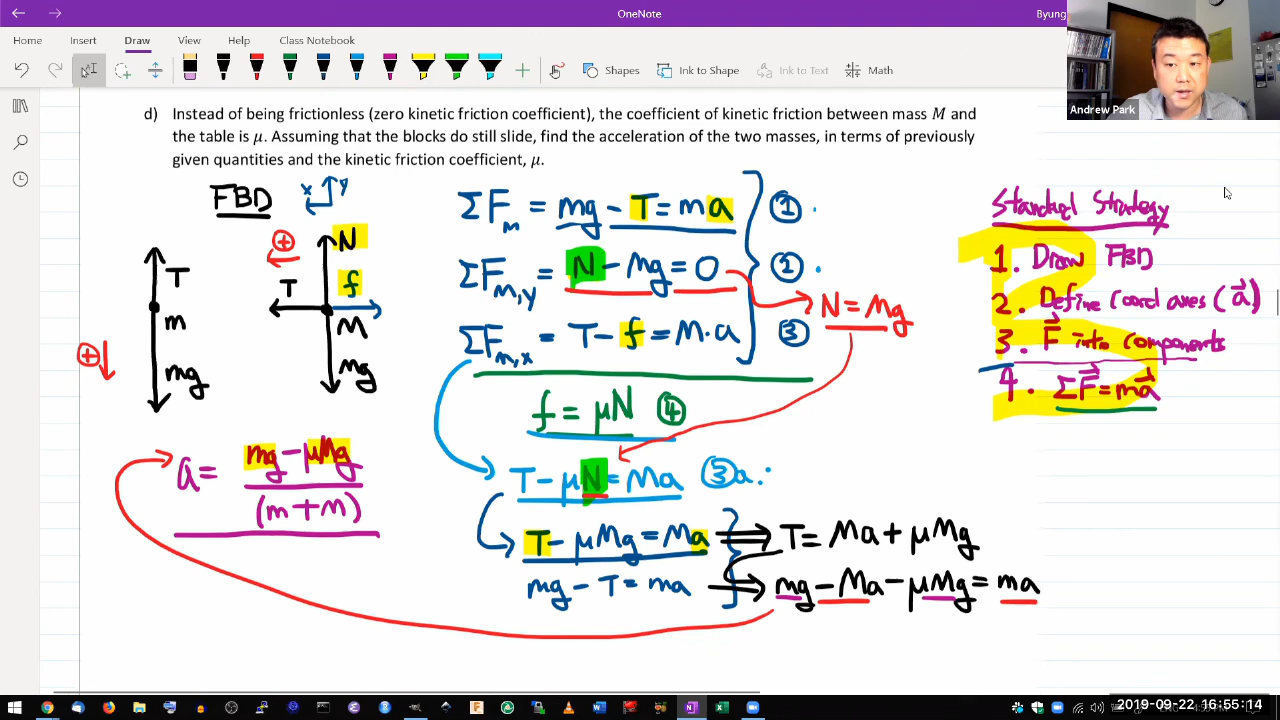 OneNote
Byung
Home Insert Draw View Help Class Notebook
Shapes Ink to Shape Ink to Text Math
Andrew Park
d) Instead of being frictionless (zero kinetic friction coefficient), the coefficient of kinetic friction between mass M and
the table is μ. Assuming that the blocks do still slide, find the acceleration of the two masses, in terms of previously
given quantities and the kinetic friction coefficient, μ.
FBD x y
T
m
mg
+
+
N
f
T
M
Mg
ΣF_m = mg - T = ma ①
ΣF_M,y = N - Mg = 0 ②
N = Mg
ΣF_M,x = T - f = M·a ③
f = μN ④
T - μN = Ma ③a.
T - μMg = Ma ⇒ T = Ma + μMg
mg - T = ma ⇒ mg - Ma - μMg = ma
a = mg - μMg
(m+M)
Standard Strategy
1. Draw FBD
2. Define coord axes (a⃗)
3. F⃗ into components
4. ΣF⃗ = ma⃗
2019-09-22 16:55:14